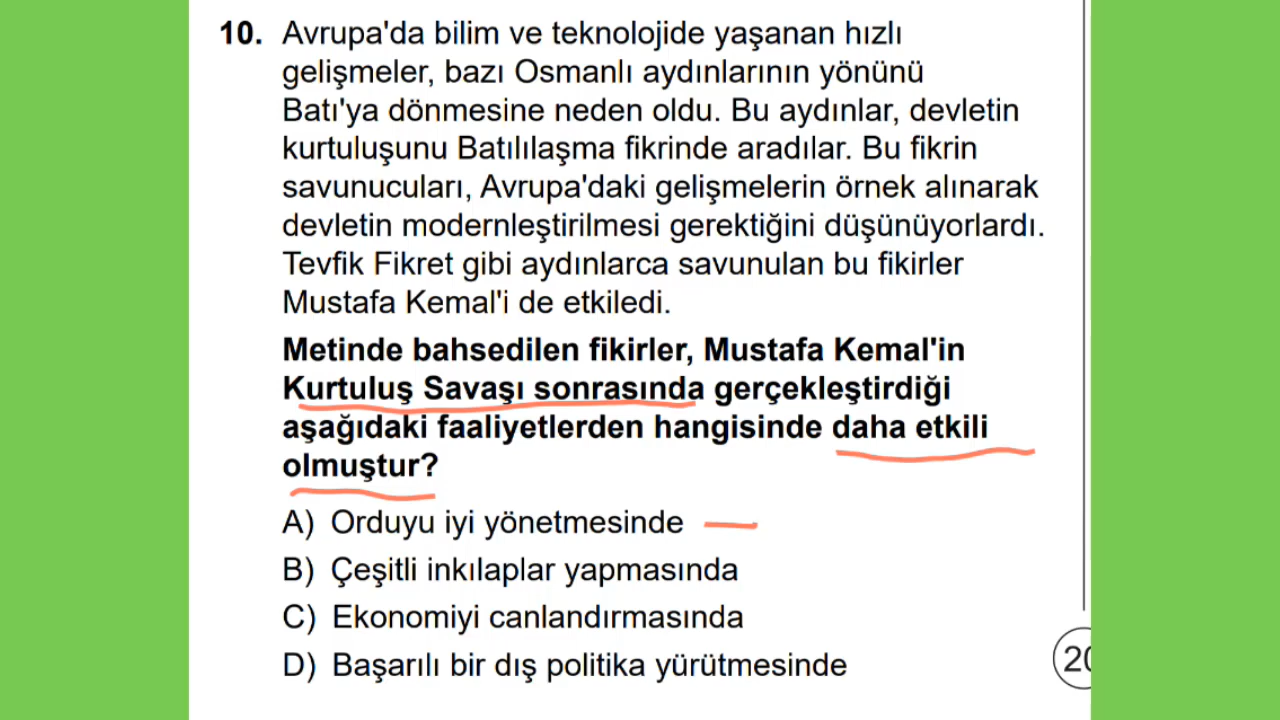 10. Avrupa'da bilim ve teknolojide yaşanan hızlı
gelişmeler, bazı Osmanlı aydınlarının yönünü
Batı'ya dönmesine neden oldu. Bu aydınlar, devletin
kurtuluşunu Batılılaşma fikrinde aradılar. Bu fikrin
savunucuları, Avrupa'daki gelişmelerin örnek alınarak
devletin modernleştirilmesi gerektiğini düşünüyorlardı.
Tevfik Fikret gibi aydınlarca savunulan bu fikirler
Mustafa Kemal'i de etkiledi.
Metinde bahsedilen fikirler, Mustafa Kemal'in
Kurtuluş Savaşı sonrasında gerçekleştirdiği
aşağıdaki faaliyetlerden hangisinde daha etkili
olmuştur?
A) Orduyu iyi yönetmesinde
B) Çeşitli inkılaplar yapmasında
C) Ekonomiyi canlandırmasında
D) Başarılı bir dış politika yürütmesinde